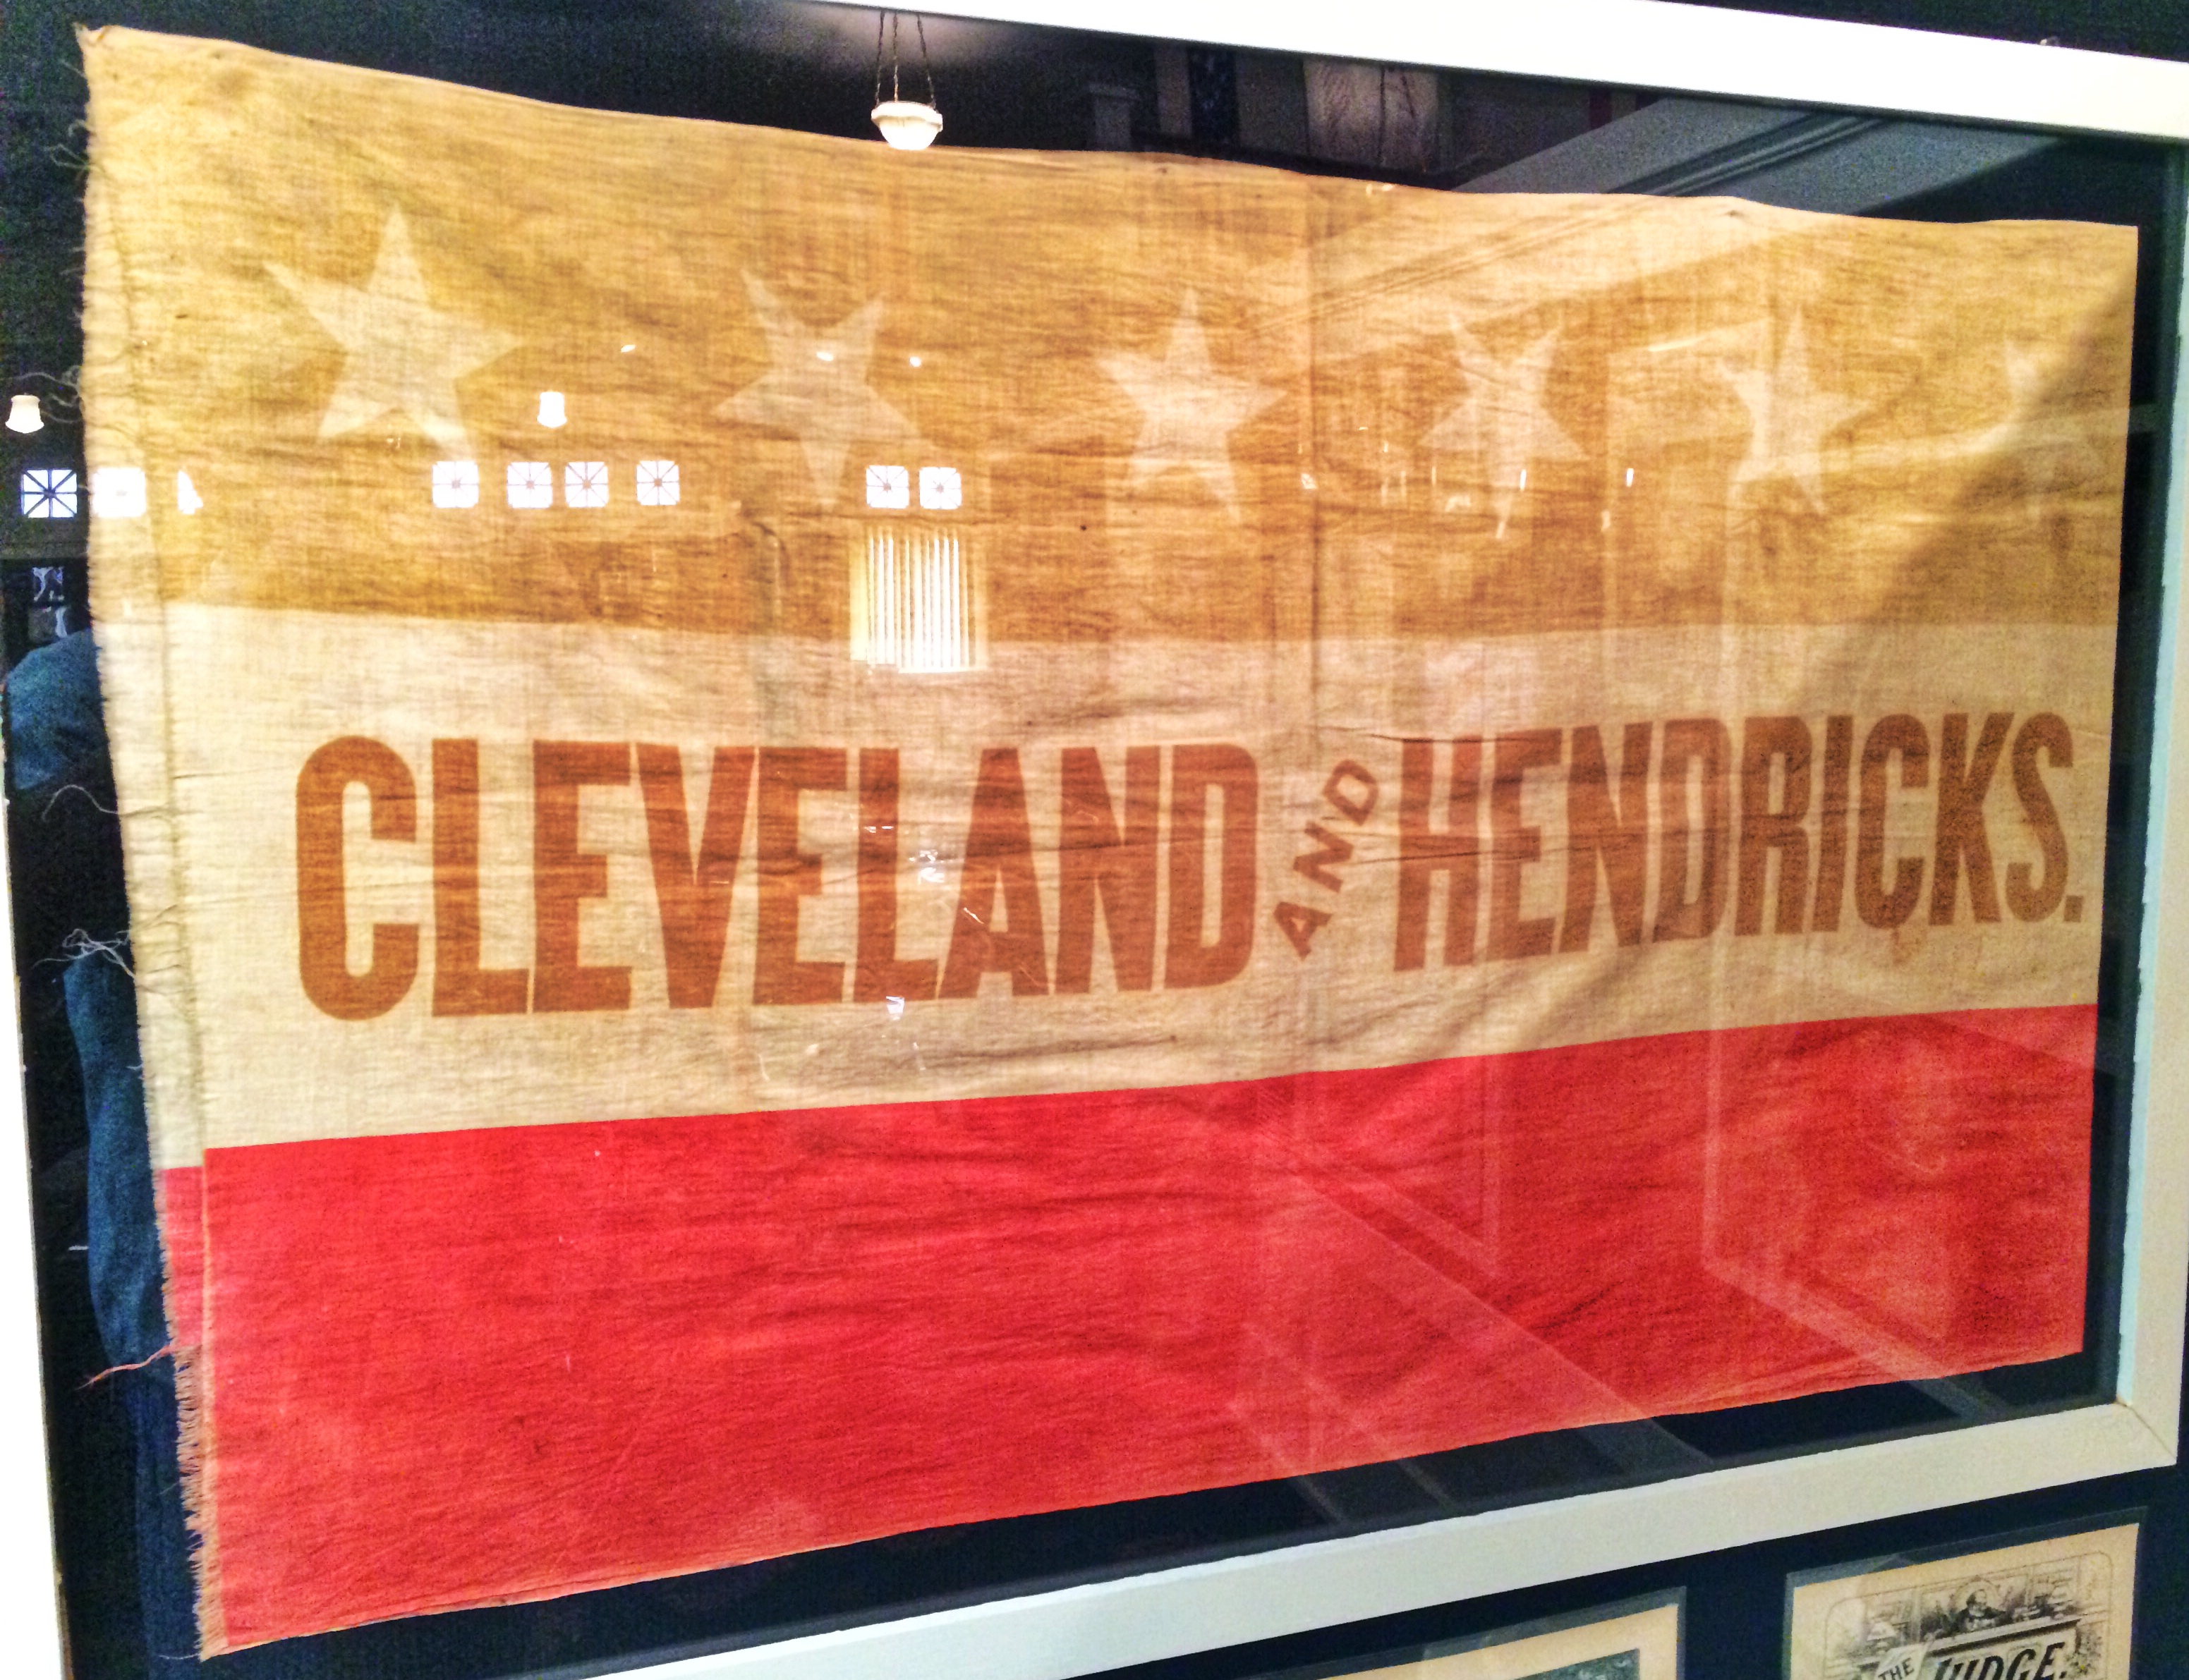 CLEVELAND AND HENDRICKS.
THE JUDGE.